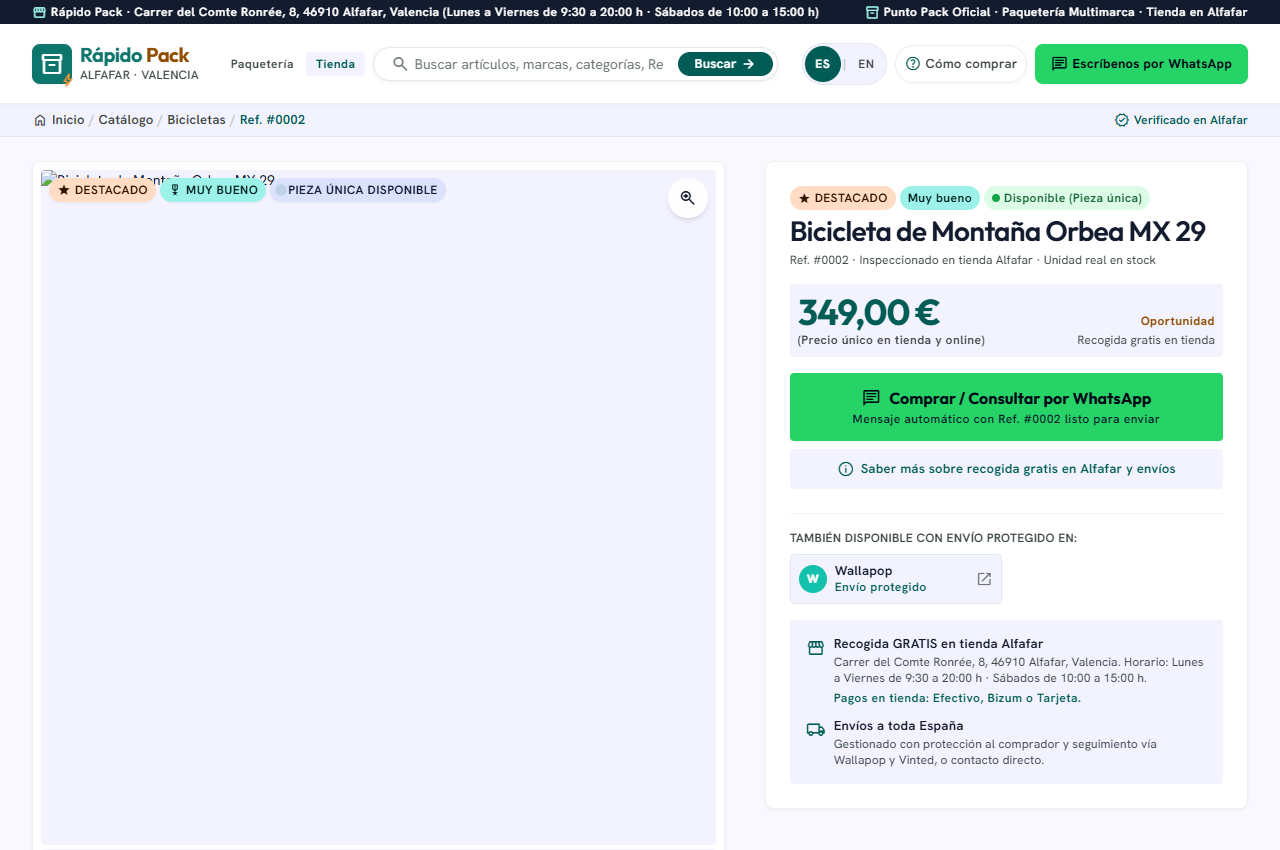 Rápido Pack · Carrer del Comte Ronrée, 8, 46910 Alfafar, Valencia (Lunes a Viernes de 9:30 a 20:00 h · Sábados de 10:00 a 15:00 h)
Punto Pack Oficial · Paquetería Multimarca · Tienda en Alfafar
Rápido Pack
ALFAFAR · VALENCIA
Paquetería
Tienda
Buscar artículos, marcas, categorías, Re
Buscar →
ES | EN
Cómo comprar
Escríbenos por WhatsApp
Inicio / Catálogo / Bicicletas / Ref. #0002
Verificado en Alfafar
Bicicleta de Montaña Orbea MX 29
DESTACADO
MUY BUENO
PIEZA ÚNICA DISPONIBLE
DESTACADO
Muy bueno
Disponible (Pieza única)
Bicicleta de Montaña Orbea MX 29
Ref. #0002 · Inspeccionado en tienda Alfafar · Unidad real en stock
349,00 €
(Precio único en tienda y online)
Oportunidad
Recogida gratis en tienda
Comprar / Consultar por WhatsApp
Mensaje automático con Ref. #0002 listo para enviar
Saber más sobre recogida gratis en Alfafar y envíos
TAMBIÉN DISPONIBLE CON ENVÍO PROTEGIDO EN:
W
Wallapop
Envío protegido
Recogida GRATIS en tienda Alfafar
Carrer del Comte Ronrée, 8, 46910 Alfafar, Valencia. Horario: Lunes
a Viernes de 9:30 a 20:00 h · Sábados de 10:00 a 15:00 h.
Pagos en tienda: Efectivo, Bizum o Tarjeta.
Envíos a toda España
Gestionado con protección al comprador y seguimiento vía
Wallapop y Vinted, o contacto directo.